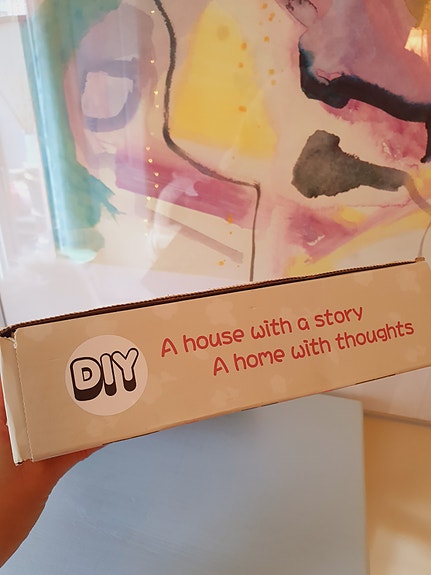 DIY
A house with a story
A home with thoughts